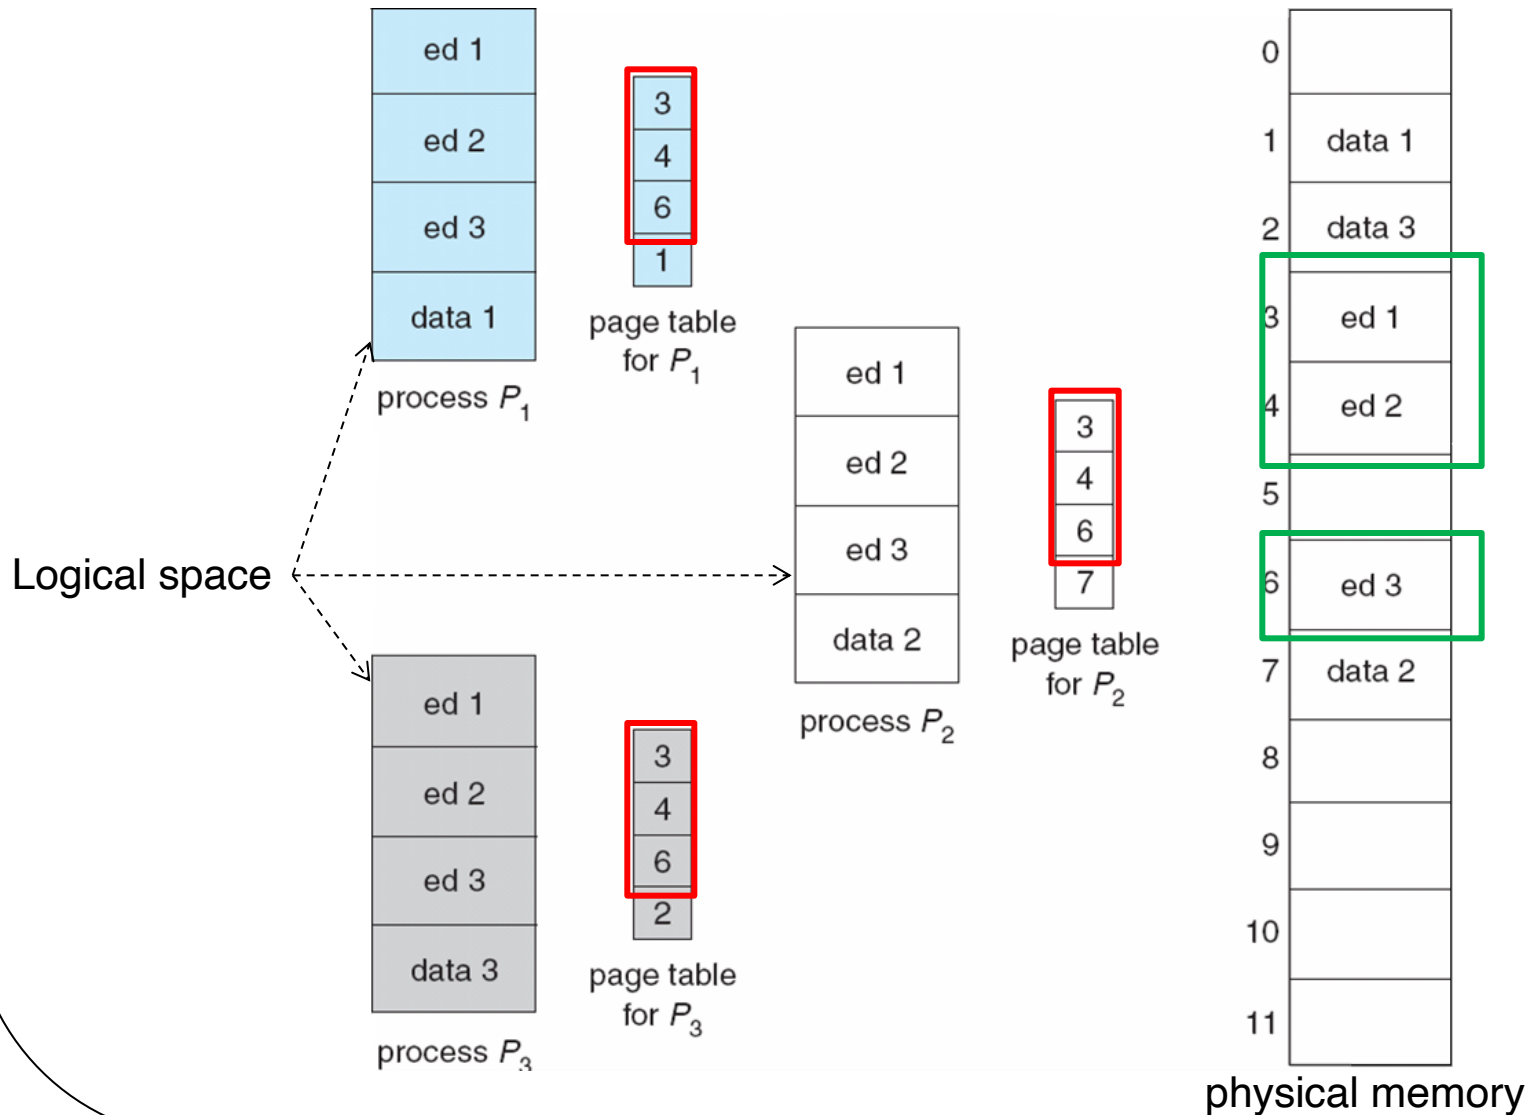 ed 1
ed 2
ed 3
data 1
process P1
3
4
6
1
page table
for P1
ed 1
ed 2
ed 3
data 2
process P2
3
4
6
7
page table
for P2
Logical space
ed 1
ed 2
ed 3
data 3
process P3
3
4
6
2
page table
for P3
0
1 data 1
2 data 3
3 ed 1
4 ed 2
5
6 ed 3
7 data 2
8
9
10
11
physical memory